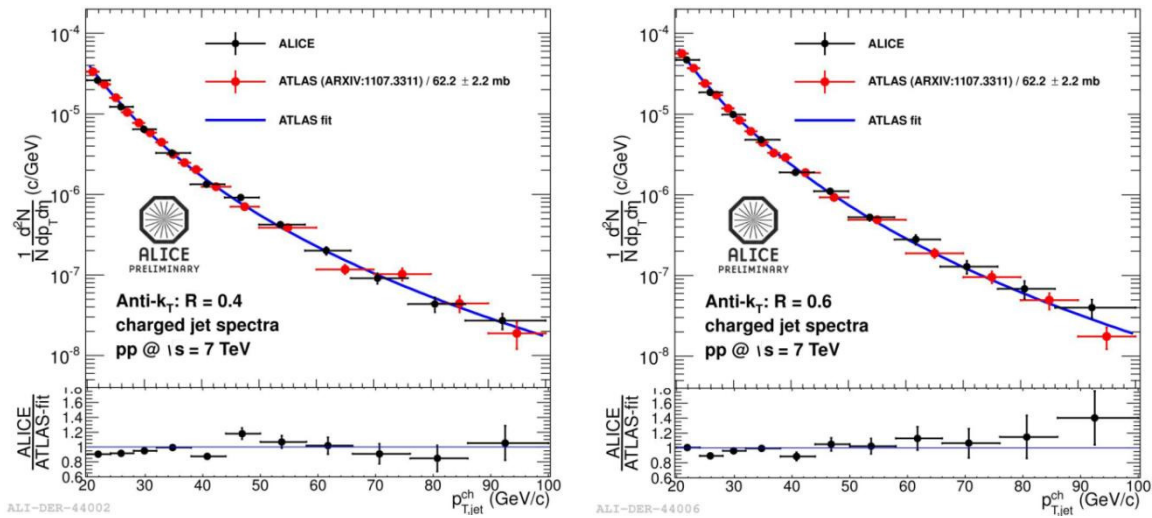 10⁻⁴
10⁻⁵
10⁻⁶
10⁻⁷
10⁻⁸
1/N d²N/dp_T dη (c/GeV)
ALICE
ATLAS (ARXIV:1107.3311) / 62.2 ± 2.2 mb
ATLAS fit
ALICE
PRELIMINARY
Anti-k_T: R = 0.4
charged jet spectra
pp @ √s = 7 TeV
ALICE/ATLAS-fit
1.8
1.6
1.4
1.2
1.0
0.8
0.6
20 30 40 50 60 70 80 90 100
p_T,jet^ch (GeV/c)
ALI-DER-44002
10⁻⁴
10⁻⁵
10⁻⁶
10⁻⁷
10⁻⁸
1/N d²N/dp_T dη (c/GeV)
ALICE
ATLAS (ARXIV:1107.3311) / 62.2 ± 2.2 mb
ATLAS fit
ALICE
PRELIMINARY
Anti-k_T: R = 0.6
charged jet spectra
pp @ √s = 7 TeV
ALICE/ATLAS-fit
1.8
1.6
1.4
1.2
1.0
0.8
0.6
20 30 40 50 60 70 80 90 100
p_T,jet^ch (GeV/c)
ALI-DER-44006